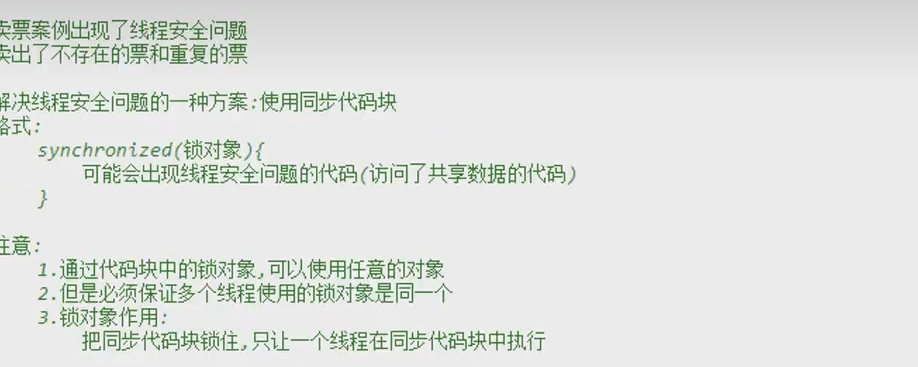 卖票案例出现了线程安全问题
卖出了不存在的票和重复的票
解决线程安全问题的一种方案:使用同步代码块
格式:
synchronized(锁对象){
可能会出现线程安全问题的代码(访问了共享数据的代码)
}
注意:
1.通过代码块中的锁对象,可以使用任意的对象
2.但是必须保证多个线程使用的锁对象是同一个
3.锁对象作用:
把同步代码块锁住,只让一个线程在同步代码块中执行